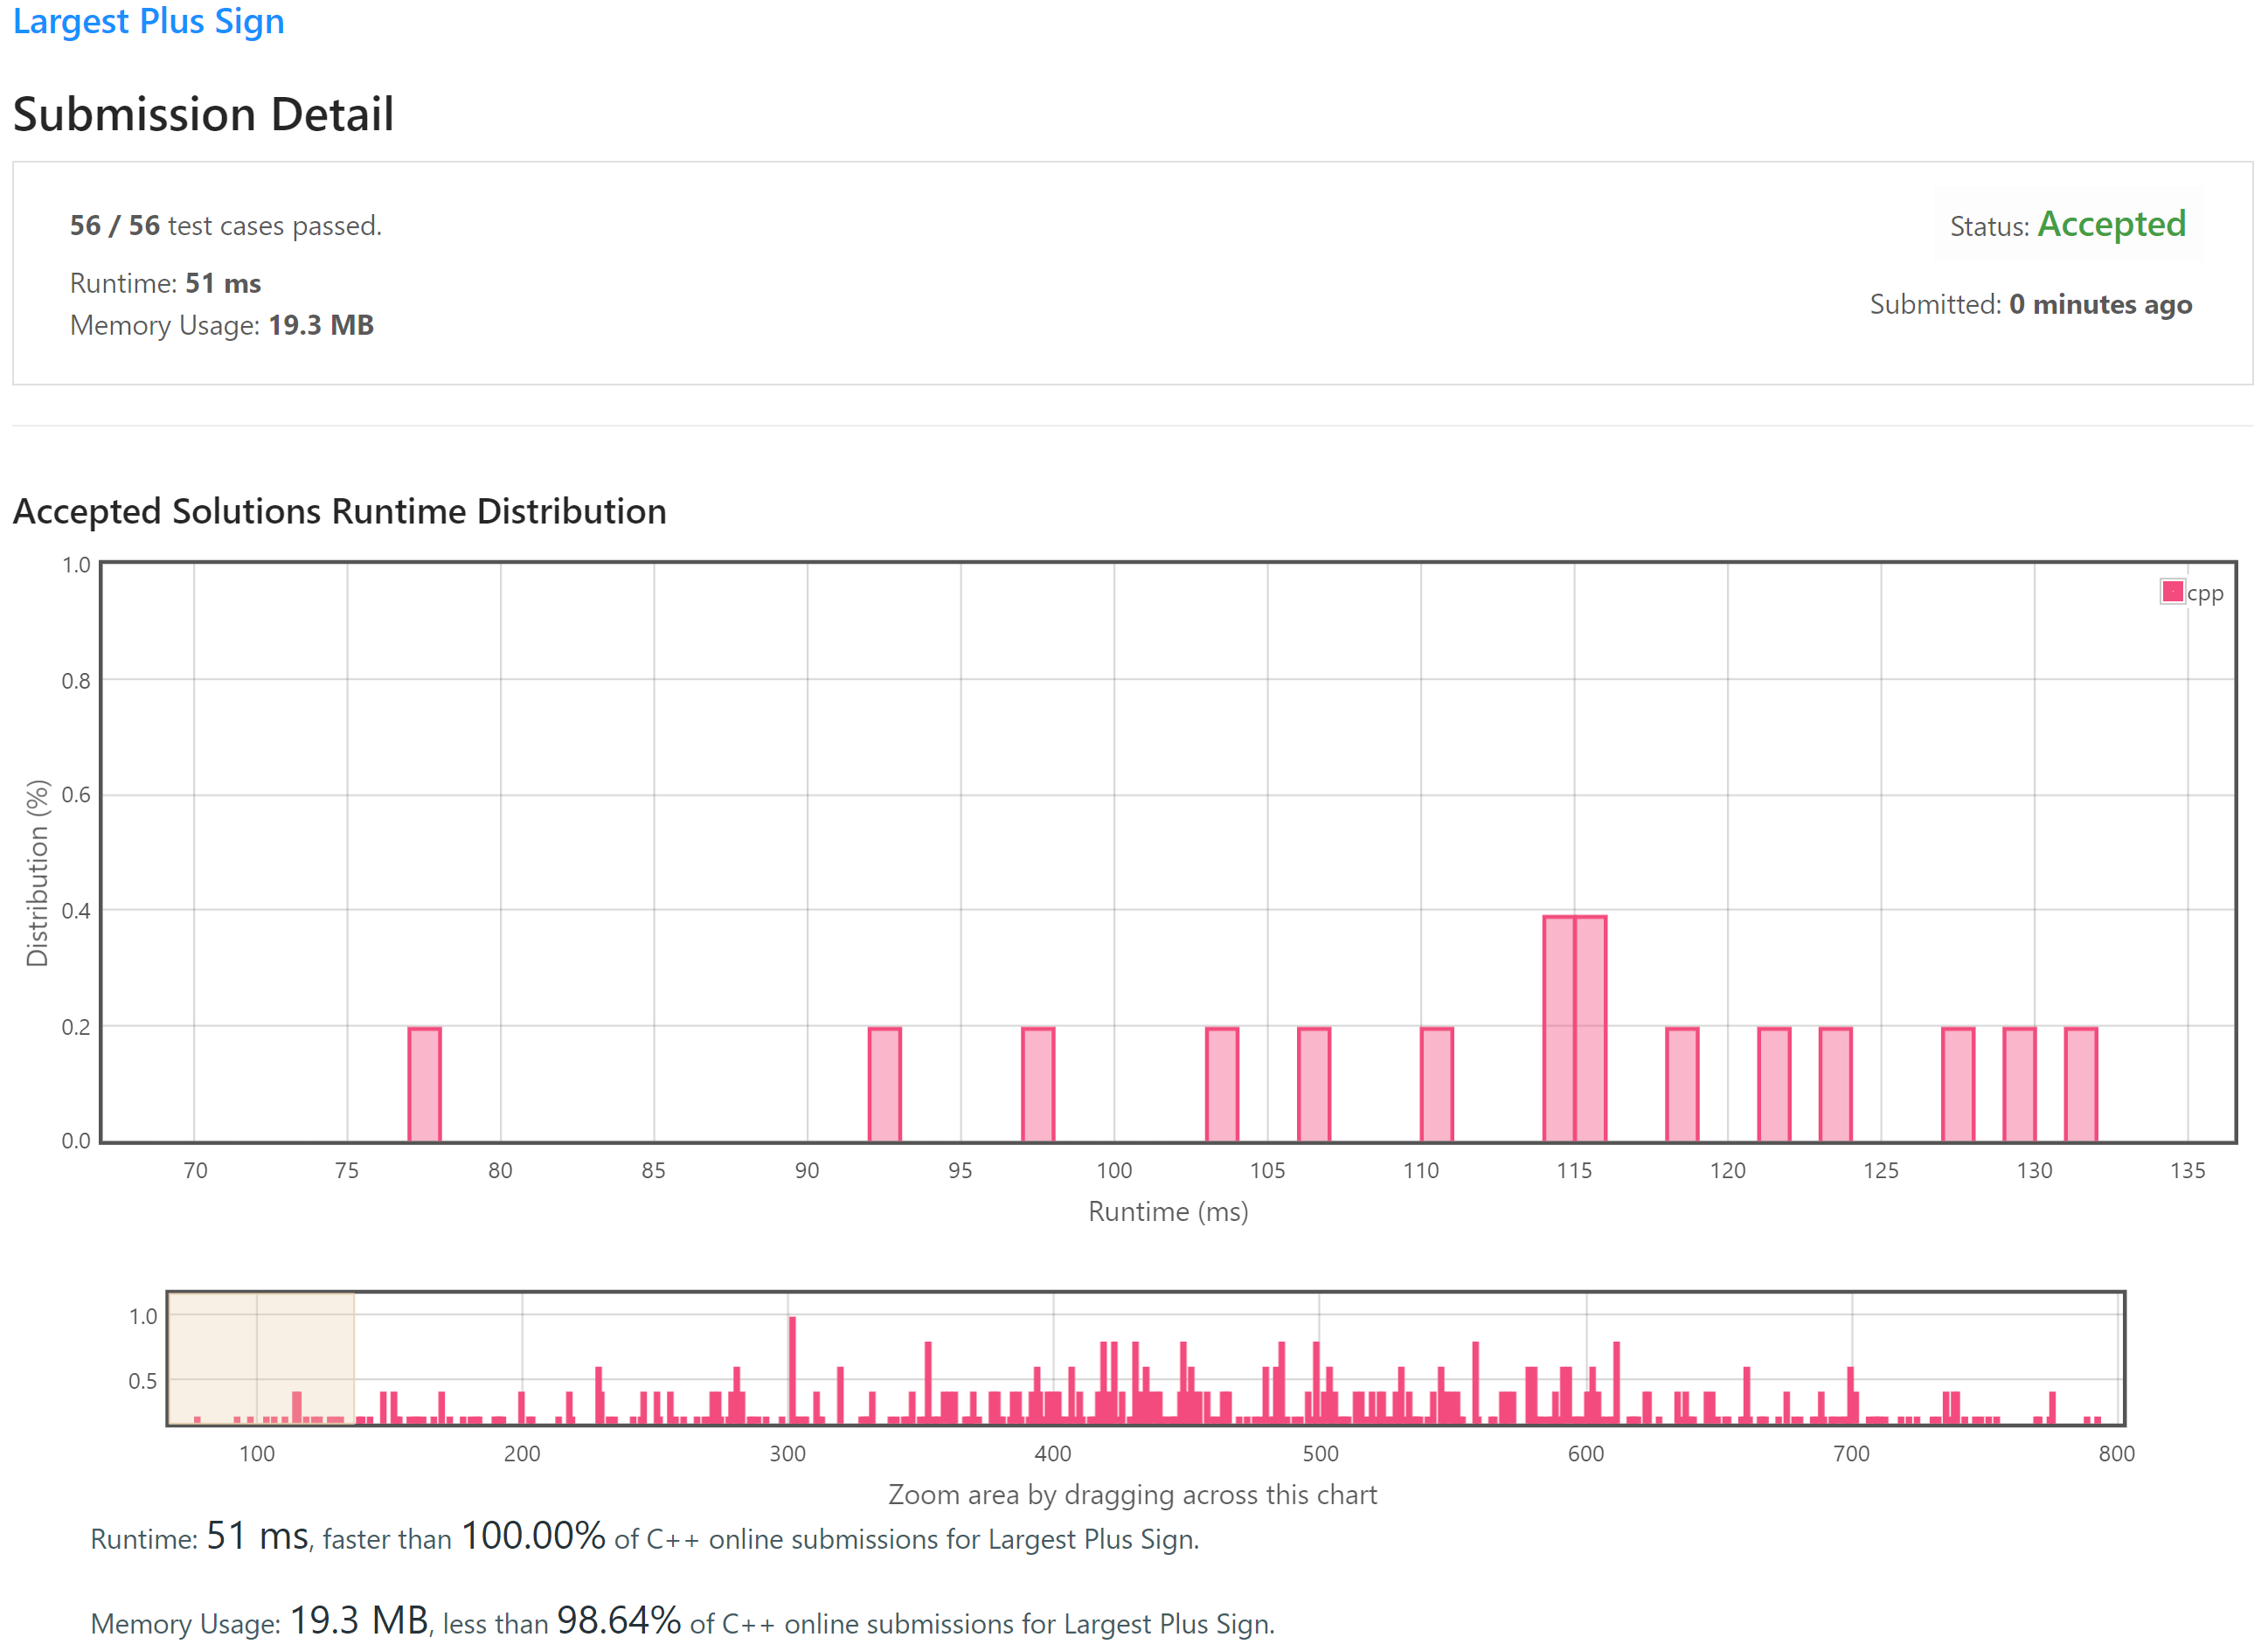 Largest Plus Sign
Submission Detail
56 / 56 test cases passed.
Status: Accepted
Runtime: 51 ms
Submitted: 0 minutes ago
Memory Usage: 19.3 MB
Accepted Solutions Runtime Distribution
1.0
cpp
0.8
0.6
0.4
0.2
0.0
Distribution (%)
70 75 80 85 90 95 100 105 110 115 120 125 130 135
Runtime (ms)
1.0
0.5
100 200 300 400 500 600 700 800
Zoom area by dragging across this chart
Runtime: 51 ms, faster than 100.00% of C++ online submissions for Largest Plus Sign.
Memory Usage: 19.3 MB, less than 98.64% of C++ online submissions for Largest Plus Sign.